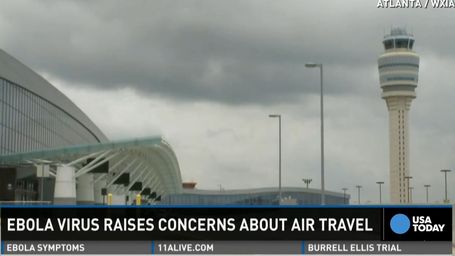 ATLANTA / WXIA
EBOLA VIRUS RAISES CONCERNS ABOUT AIR TRAVEL
USA
TODAY
EBOLA SYMPTOMS
11ALIVE.COM
BURRELL ELLIS TRIAL